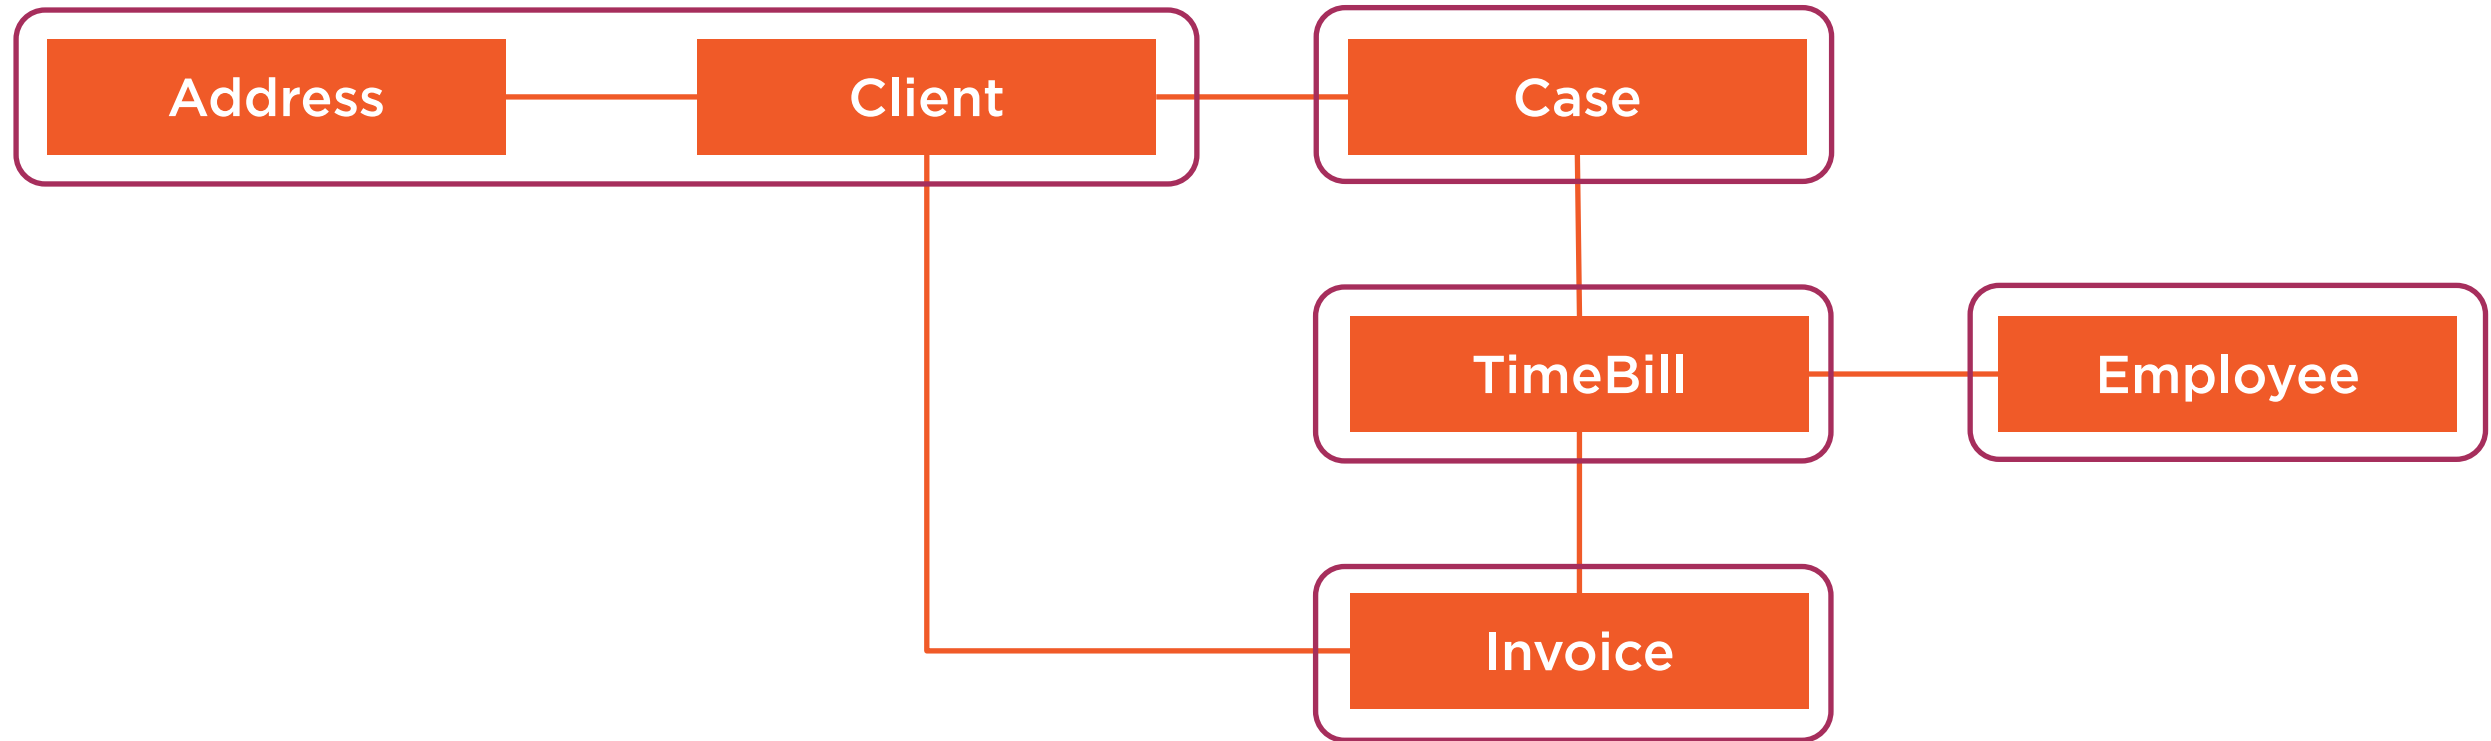 Address
Client
Case
TimeBill
Employee
Invoice